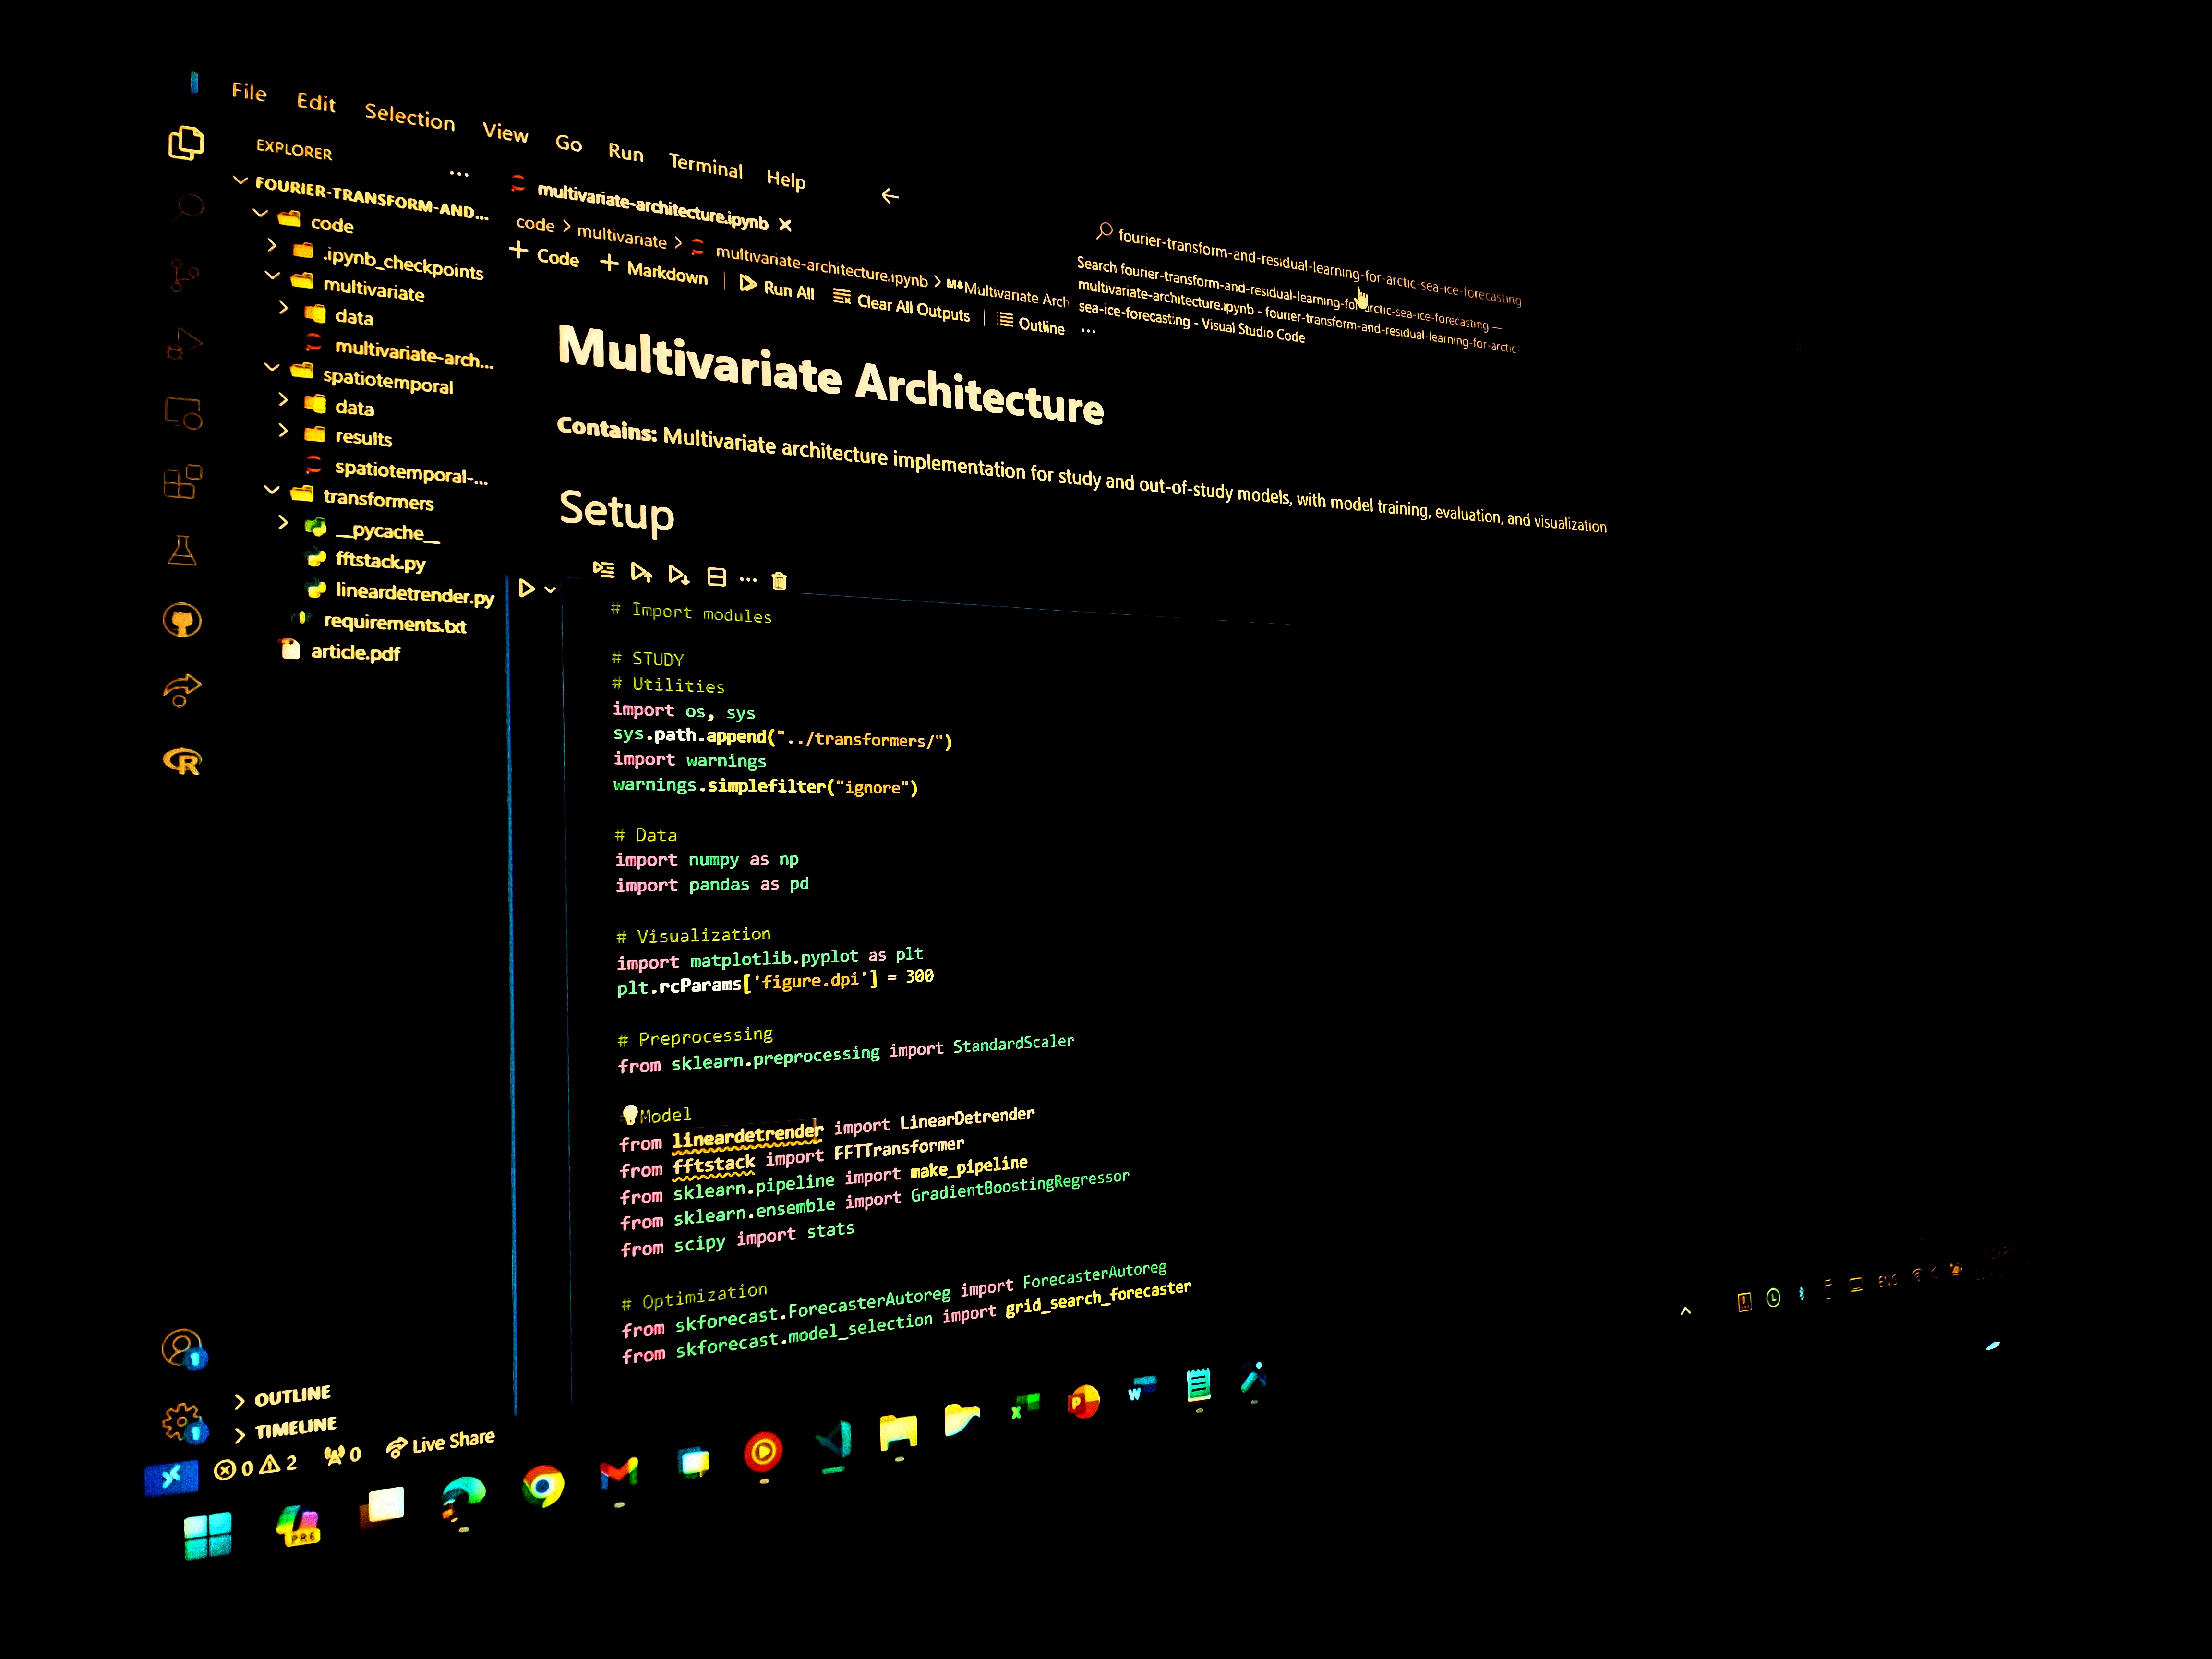 File Edit Selection View Go Run Terminal Help
EXPLORER
FOURIER-TRANSFORM-AND...
code
.ipynb_checkpoints
multivariate
data
multivariate-arch...
spatiotemporal
data
results
spatiotemporal-...
transformers
__pycache__
fftstack.py
lineardetrender.py
requirements.txt
article.pdf
OUTLINE
TIMELINE
multivariate-architecture.ipynb
code > multivariate > multivariate-architecture.ipynb > M↓Multivariate Arch
+ Code + Markdown | Run All Clear All Outputs | Outline ...
fourier-transform-and-residual-learning-for-arctic-sea-ice-forecasting
Search fourier-transform-and-residual-learning-for-arctic-sea-ice-forecasting —
multivariate-architecture.ipynb - fourier-transform-and-residual-learning-for-arctic-
sea-ice-forecasting - Visual Studio Code
Multivariate Architecture
Contains: Multivariate architecture implementation for study and out-of-study models, with model training, evaluation, and visualization
Setup
# Import modules
# STUDY
# Utilities
import os, sys
sys.path.append("../transformers/")
import warnings
warnings.simplefilter("ignore")
# Data
import numpy as np
import pandas as pd
# Visualization
import matplotlib.pyplot as plt
plt.rcParams['figure.dpi'] = 300
# Preprocessing
from sklearn.preprocessing import StandardScaler
# Model
from lineardetrender import LinearDetrender
from fftstack import FFTTransformer
from sklearn.pipeline import make_pipeline
from sklearn.ensemble import GradientBoostingRegressor
from scipy import stats
# Optimization
from skforecast.ForecasterAutoreg import ForecasterAutoreg
from skforecast.model_selection import grid_search_forecaster
1
1
0 2 0 Live Share
PRE
X
P
W
ENG